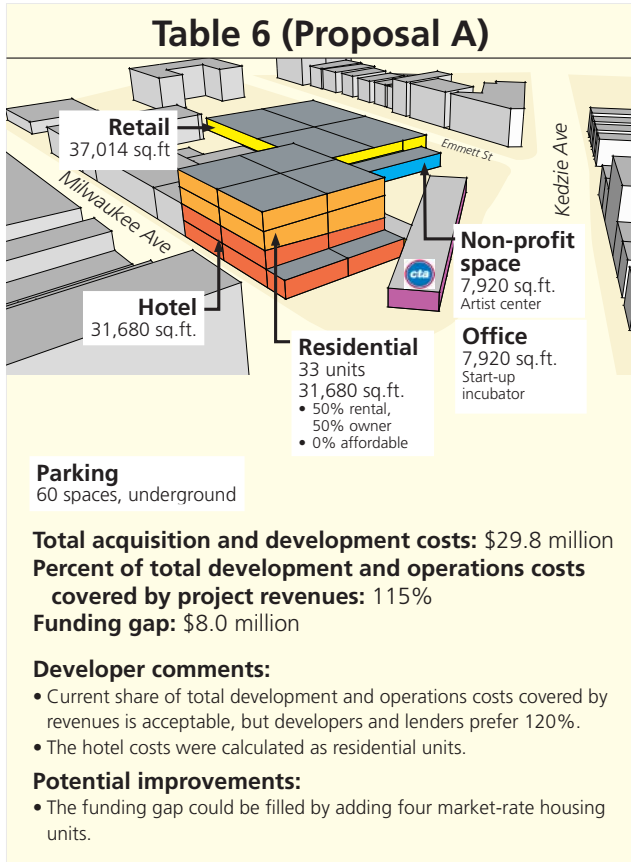 Table 6 (Proposal A)
Retail
37,014 sq.ft
Emmett St
Kedzie Ave
Milwaukee Ave
cta
Non-profit
space
7,920 sq.ft.
Artist center
Hotel
31,680 sq.ft.
Residential
33 units
31,680 sq.ft.
• 50% rental,
50% owner
• 0% affordable
Office
7,920 sq.ft.
Start-up
incubator
Parking
60 spaces, underground
Total acquisition and development costs: $29.8 million
Percent of total development and operations costs
covered by project revenues: 115%
Funding gap: $8.0 million
Developer comments:
• Current share of total development and operations costs covered by
revenues is acceptable, but developers and lenders prefer 120%.
• The hotel costs were calculated as residential units.
Potential improvements:
• The funding gap could be filled by adding four market-rate housing
units.